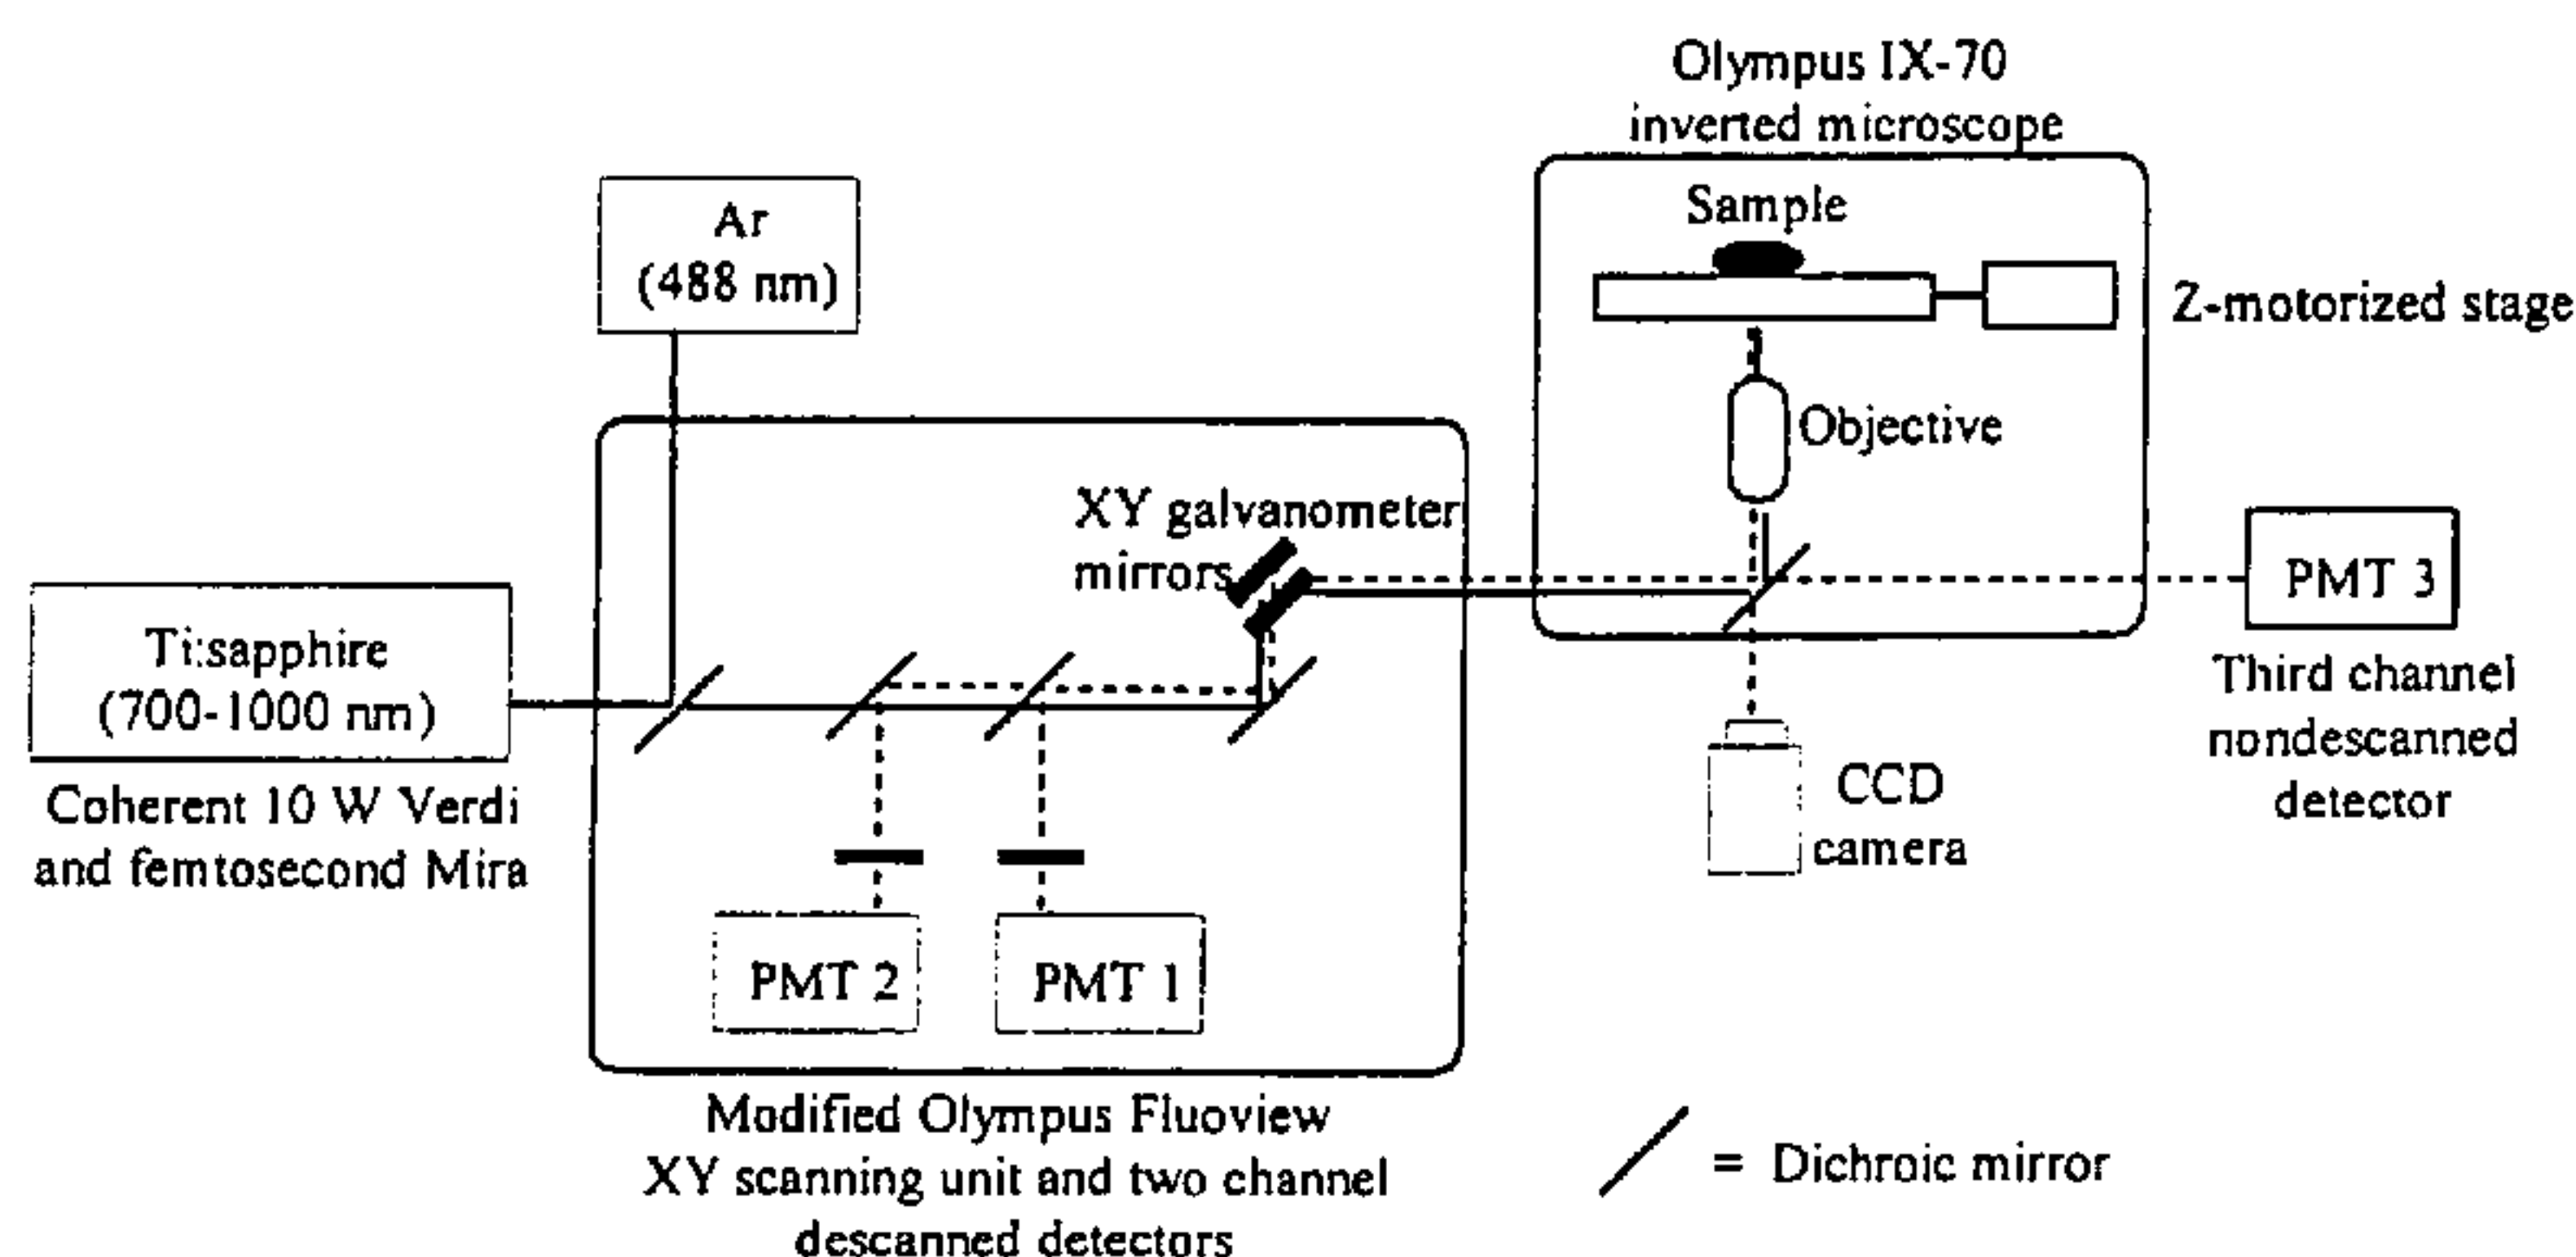 Olympus IX-70
inverted microscope
Sample
Z-motorized stage
Objective
Ar
(488 nm)
XY galvanometer
mirrors
Ti:sapphire
(700-1000 nm)
Coherent 10 W Verdi
and femtosecond Mira
PMT 3
Third channel
nondescanned
detector
CCD
camera
PMT 2
PMT 1
Modified Olympus Fluoview
XY scanning unit and two channel
descanned detectors
= Dichroic mirror